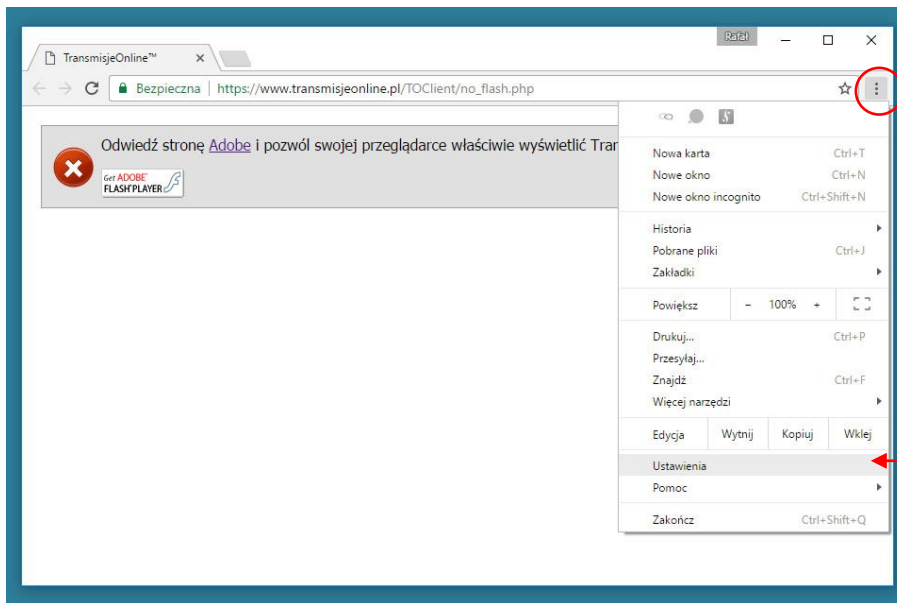 Rafał
TransmisjeOnline™
Bezpieczna | https://www.transmisjeonline.pl/TOClient/no_flash.php
Odwiedź stronę Adobe i pozwól swojej przeglądarce właściwie wyświetlić Tran
Get ADOBE
FLASH PLAYER
Nowa karta Ctrl+T
Nowe okno Ctrl+N
Nowe okno incognito Ctrl+Shift+N
Historia
Pobrane pliki Ctrl+J
Zakładki
Powiększ - 100% +
Drukuj... Ctrl+P
Przesyłaj...
Znajdź Ctrl+F
Więcej narzędzi
Edycja Wytnij Kopiuj Wklej
Ustawienia
Pomoc
Zakończ Ctrl+Shift+Q